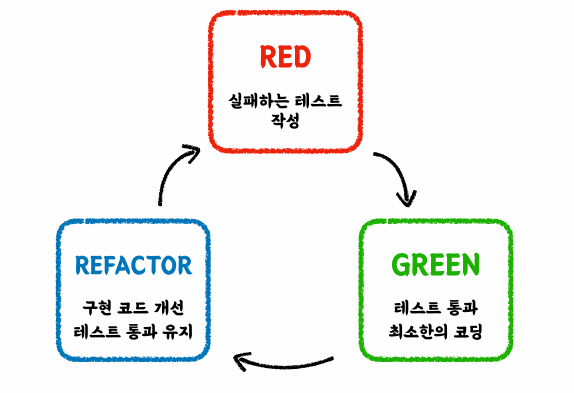 RED
실패하는 테스트
작성
REFACTOR
구현 코드 개선
테스트 통과 유지
GREEN
테스트 통과
최소한의 코딩